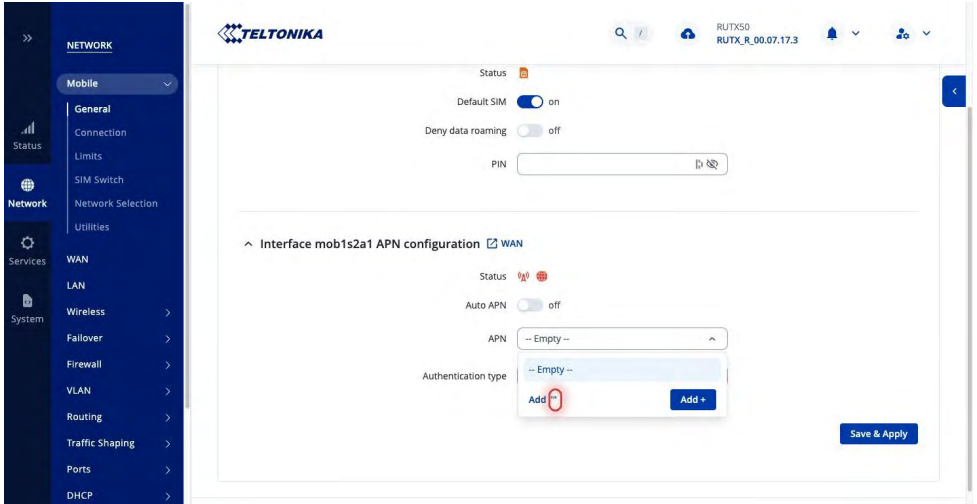 TELTONIKA
/
RUTX50
RUTX_R_00.07.17.3
NETWORK
Mobile
General
Connection
Limits
SIM Switch
Network Selection
Utilities
WAN
LAN
Wireless
Failover
Firewall
VLAN
Routing
Traffic Shaping
Ports
DHCP
Status
Network
Services
System
Status
Default SIM on
Deny data roaming off
PIN
Interface mob1s2a1 APN configuration WAN
Status
Auto APN off
APN -- Empty --
-- Empty --
Authentication type
Add ""
Add +
Save & Apply